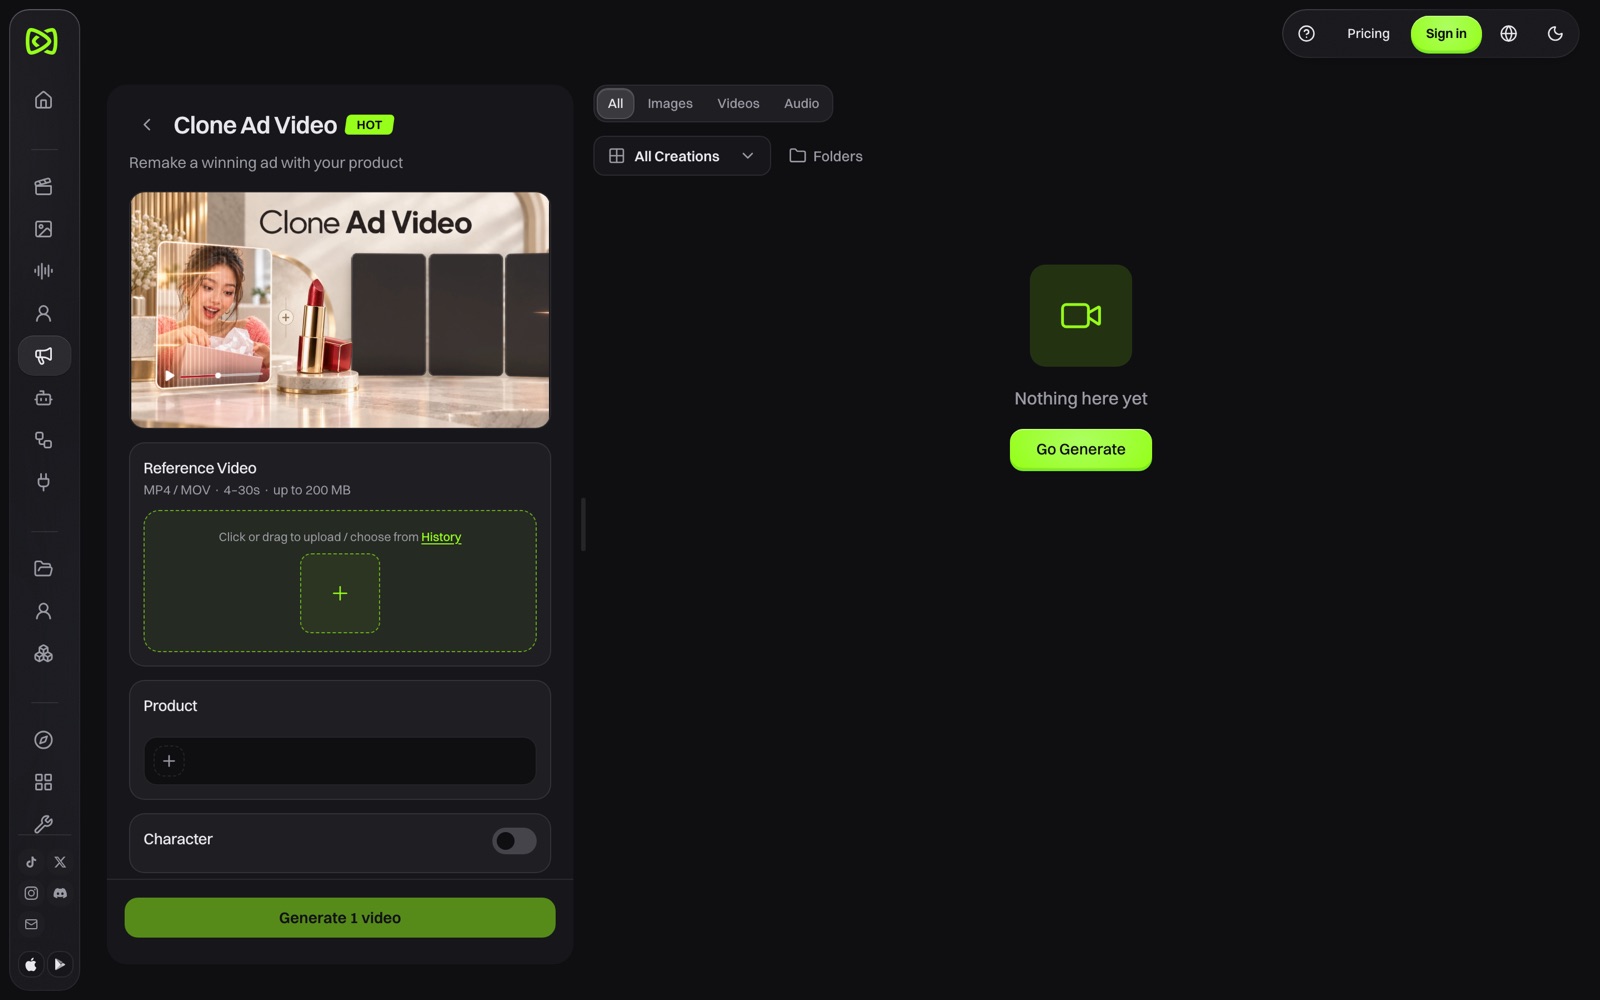 Pricing
Sign in
Clone Ad Video
HOT
Remake a winning ad with your product
Clone Ad Video
Reference Video
MP4 / MOV · 4–30s · up to 200 MB
Click or drag to upload / choose from History
Product
Character
Generate 1 video
All
Images
Videos
Audio
All Creations
Folders
Nothing here yet
Go Generate